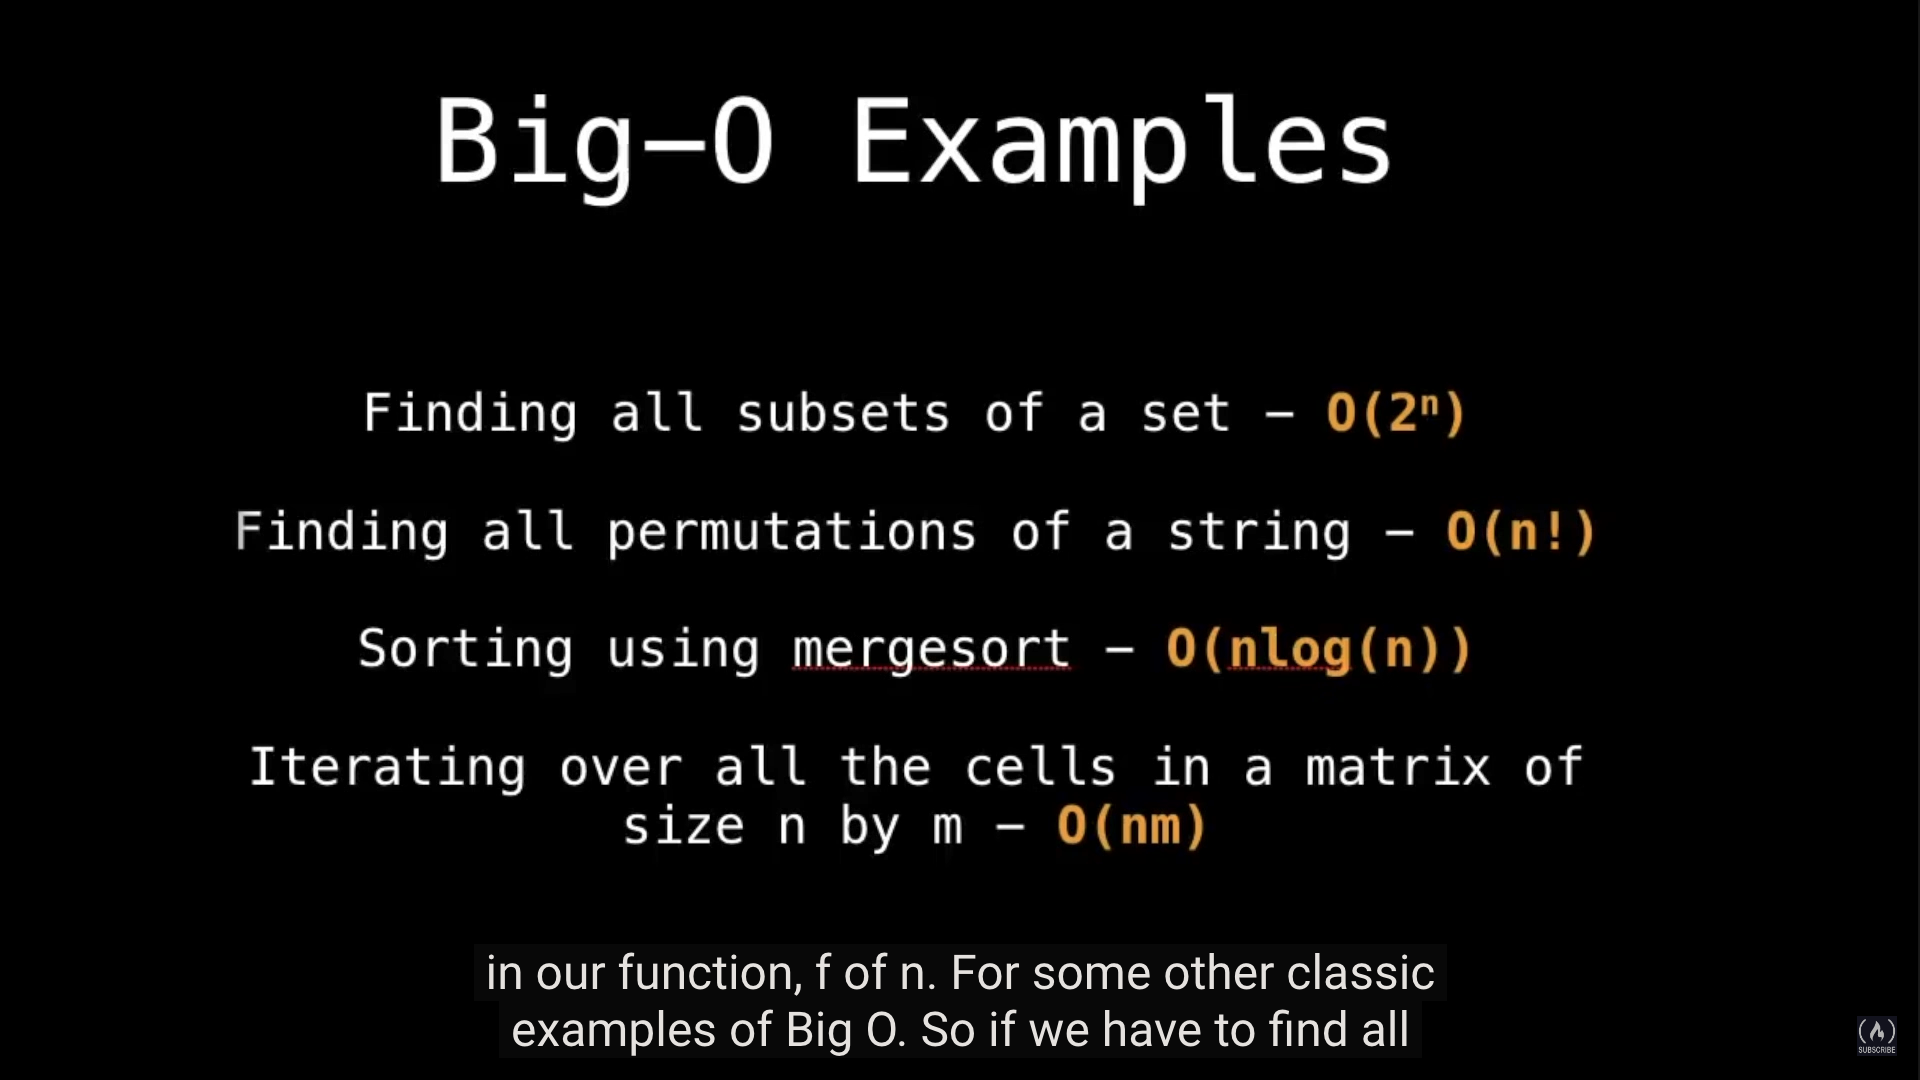 Big-O Examples
Finding all subsets of a set - O(2ⁿ)
Finding all permutations of a string - O(n!)
Sorting using mergesort - O(nlog(n))
Iterating over all the cells in a matrix of
size n by m - O(nm)
in our function, f of n. For some other classic
examples of Big O. So if we have to find all
SUBSCRIBE